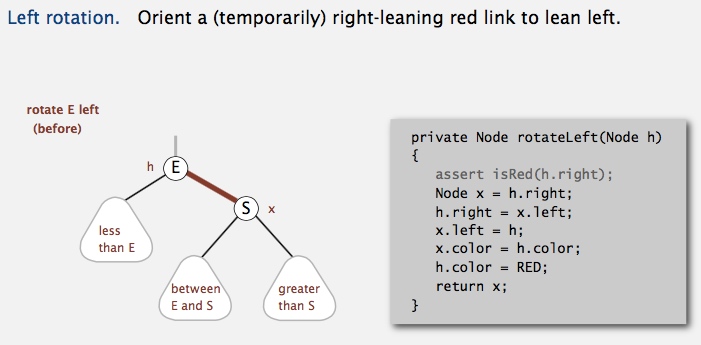 Left rotation. Orient a (temporarily) right-leaning red link to lean left.
rotate E left
(before)
h
E
S
x
less
than E
between
E and S
greater
than S
private Node rotateLeft(Node h)
{
assert isRed(h.right);
Node x = h.right;
h.right = x.left;
x.left = h;
x.color = h.color;
h.color = RED;
return x;
}